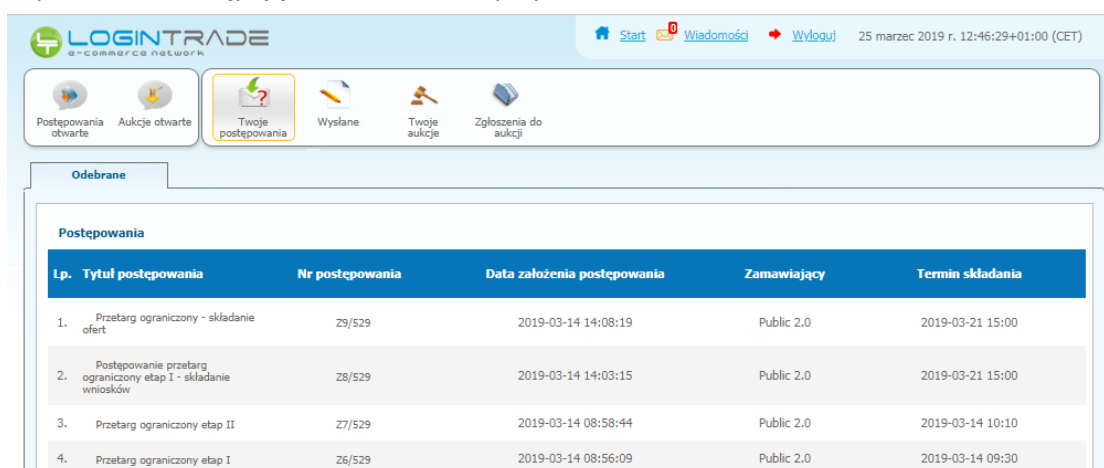 LOGINTRADE
e-commerce network
Start 0 Wiadomości Wyloguj 25 marzec 2019 r. 12:46:29+01:00 (CET)
Postępowania otwarte
Aukcje otwarte
Twoje postępowania
Wysłane
Twoje aukcje
Zgłoszenia do aukcji
Odebrane
Postępowania
Lp. Tytuł postępowania Nr postępowania Data założenia postępowania Zamawiający Termin składania
1. Przetarg ograniczony - składanie ofert Z9/529 2019-03-14 14:08:19 Public 2.0 2019-03-21 15:00
2. Postępowanie przetarg ograniczony etap I - składanie wniosków Z8/529 2019-03-14 14:03:15 Public 2.0 2019-03-21 15:00
3. Przetarg ograniczony etap II Z7/529 2019-03-14 08:58:44 Public 2.0 2019-03-14 10:10
4. Przetarg ograniczony etap I Z6/529 2019-03-14 08:56:09 Public 2.0 2019-03-14 09:30